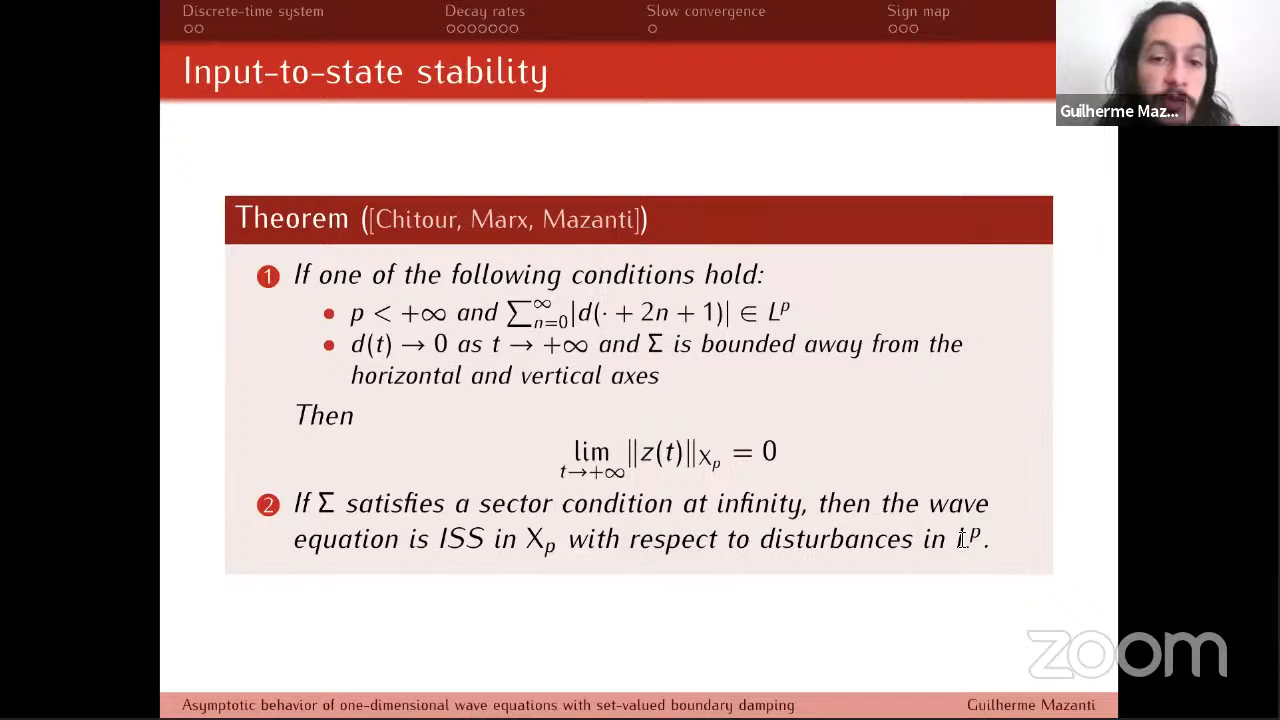 Discrete-time system
Decay rates
Slow convergence
Sign map
Input-to-state stability
Guilherme Maz...
Theorem ([Chitour, Marx, Mazanti])
1 If one of the following conditions hold:
• p < +∞ and ∑_{n=0}^{∞} |d(· + 2n + 1)| ∈ L^p
• d(t) → 0 as t → +∞ and Σ is bounded away from the
horizontal and vertical axes
Then
lim_{t→+∞} ‖z(t)‖_{X_p} = 0
2 If Σ satisfies a sector condition at infinity, then the wave
equation is ISS in X_p with respect to disturbances in L^p.
zoom
Asymptotic behavior of one-dimensional wave equations with set-valued boundary damping
Guilherme Mazanti